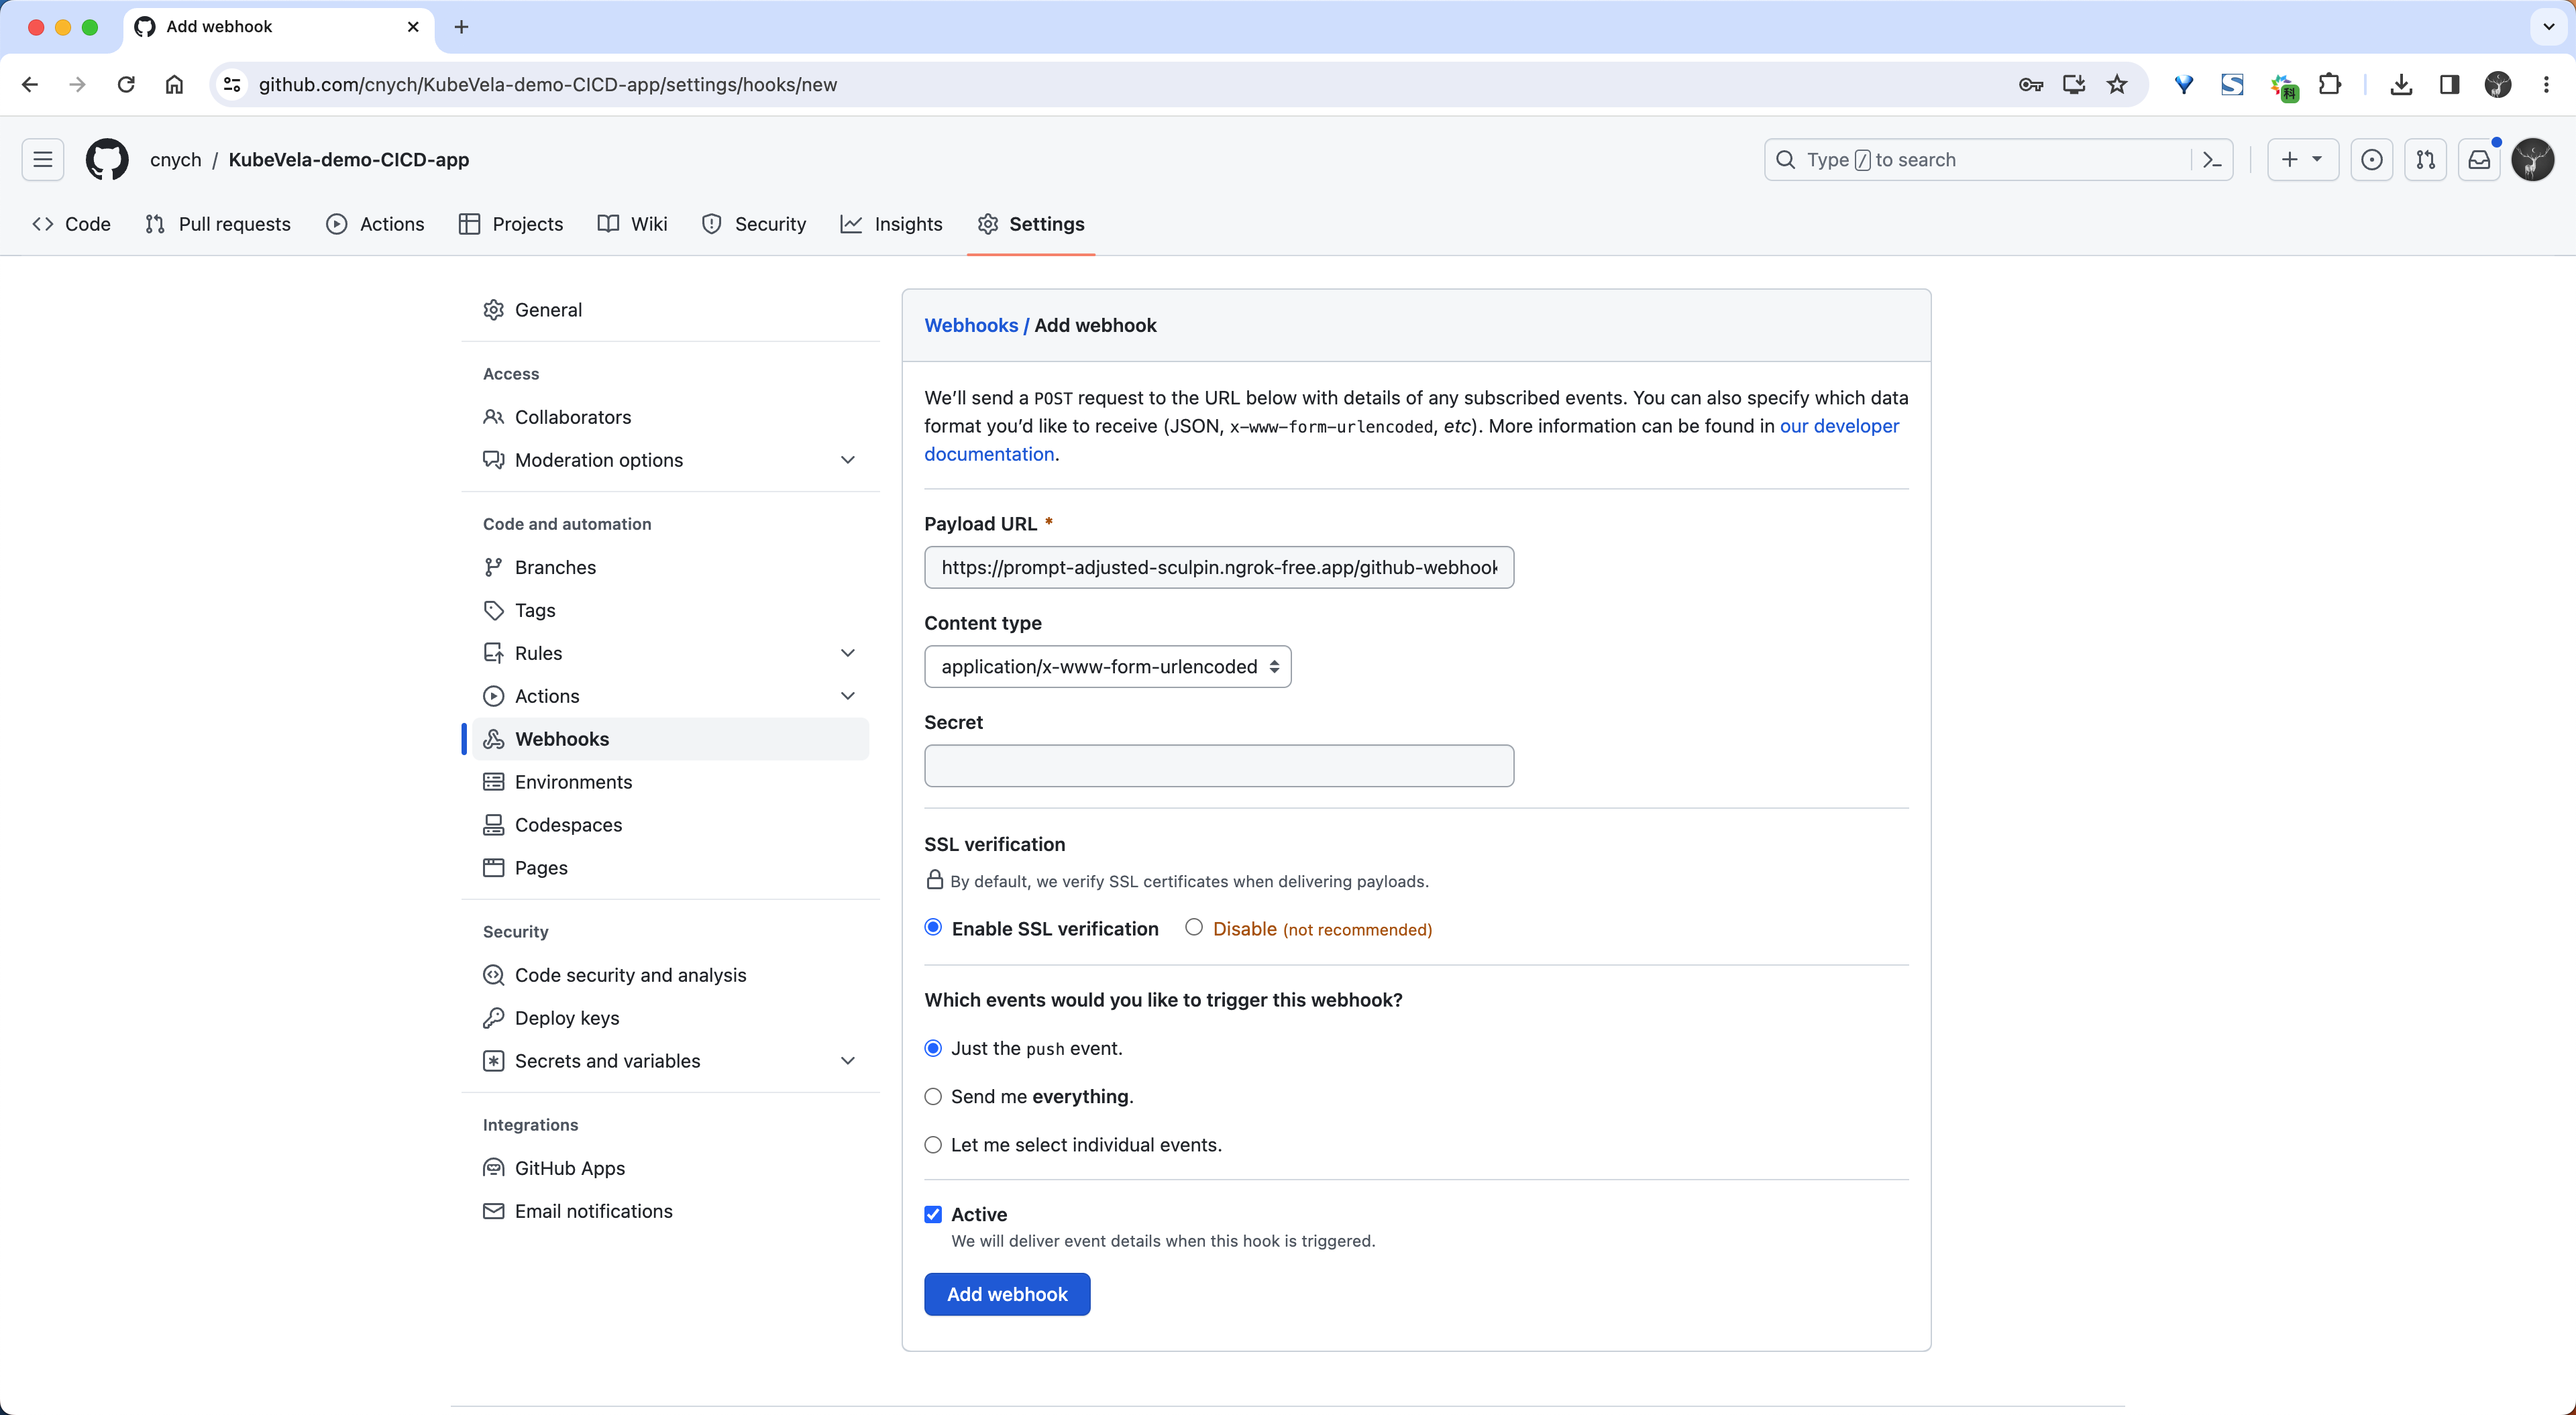 Add webhook
github.com/cnych/KubeVela-demo-CICD-app/settings/hooks/new
科
cnych / KubeVela-demo-CICD-app
Type / to search
Code
Pull requests
Actions
Projects
Wiki
Security
Insights
Settings
General
Access
Collaborators
Moderation options
Code and automation
Branches
Tags
Rules
Actions
Webhooks
Environments
Codespaces
Pages
Security
Code security and analysis
Deploy keys
Secrets and variables
Integrations
GitHub Apps
Email notifications
Webhooks / Add webhook
We’ll send a POST request to the URL below with details of any subscribed events. You can also specify which data
format you’d like to receive (JSON, x-www-form-urlencoded, etc). More information can be found in our developer
documentation.
Payload URL *
https://prompt-adjusted-sculpin.ngrok-free.app/github-webhook
Content type
application/x-www-form-urlencoded
Secret
SSL verification
By default, we verify SSL certificates when delivering payloads.
Enable SSL verification
Disable (not recommended)
Which events would you like to trigger this webhook?
Just the push event.
Send me everything.
Let me select individual events.
Active
We will deliver event details when this hook is triggered.
Add webhook